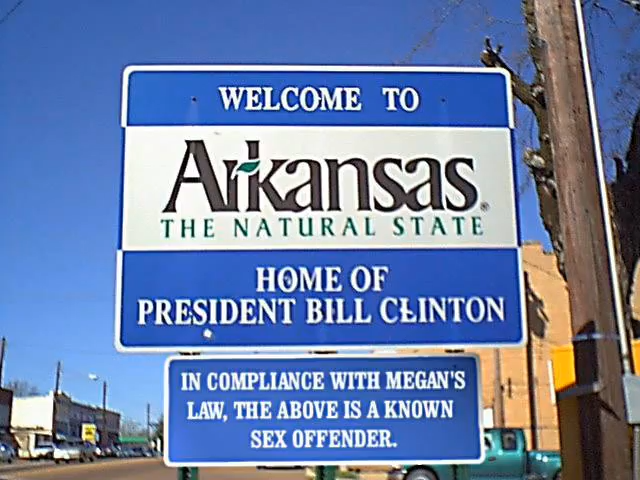 WELCOME TO
Arkansas®
THE NATURAL STATE
HOME OF
PRESIDENT BILL CLINTON
IN COMPLIANCE WITH MEGAN'S
LAW, THE ABOVE IS A KNOWN
SEX OFFENDER.